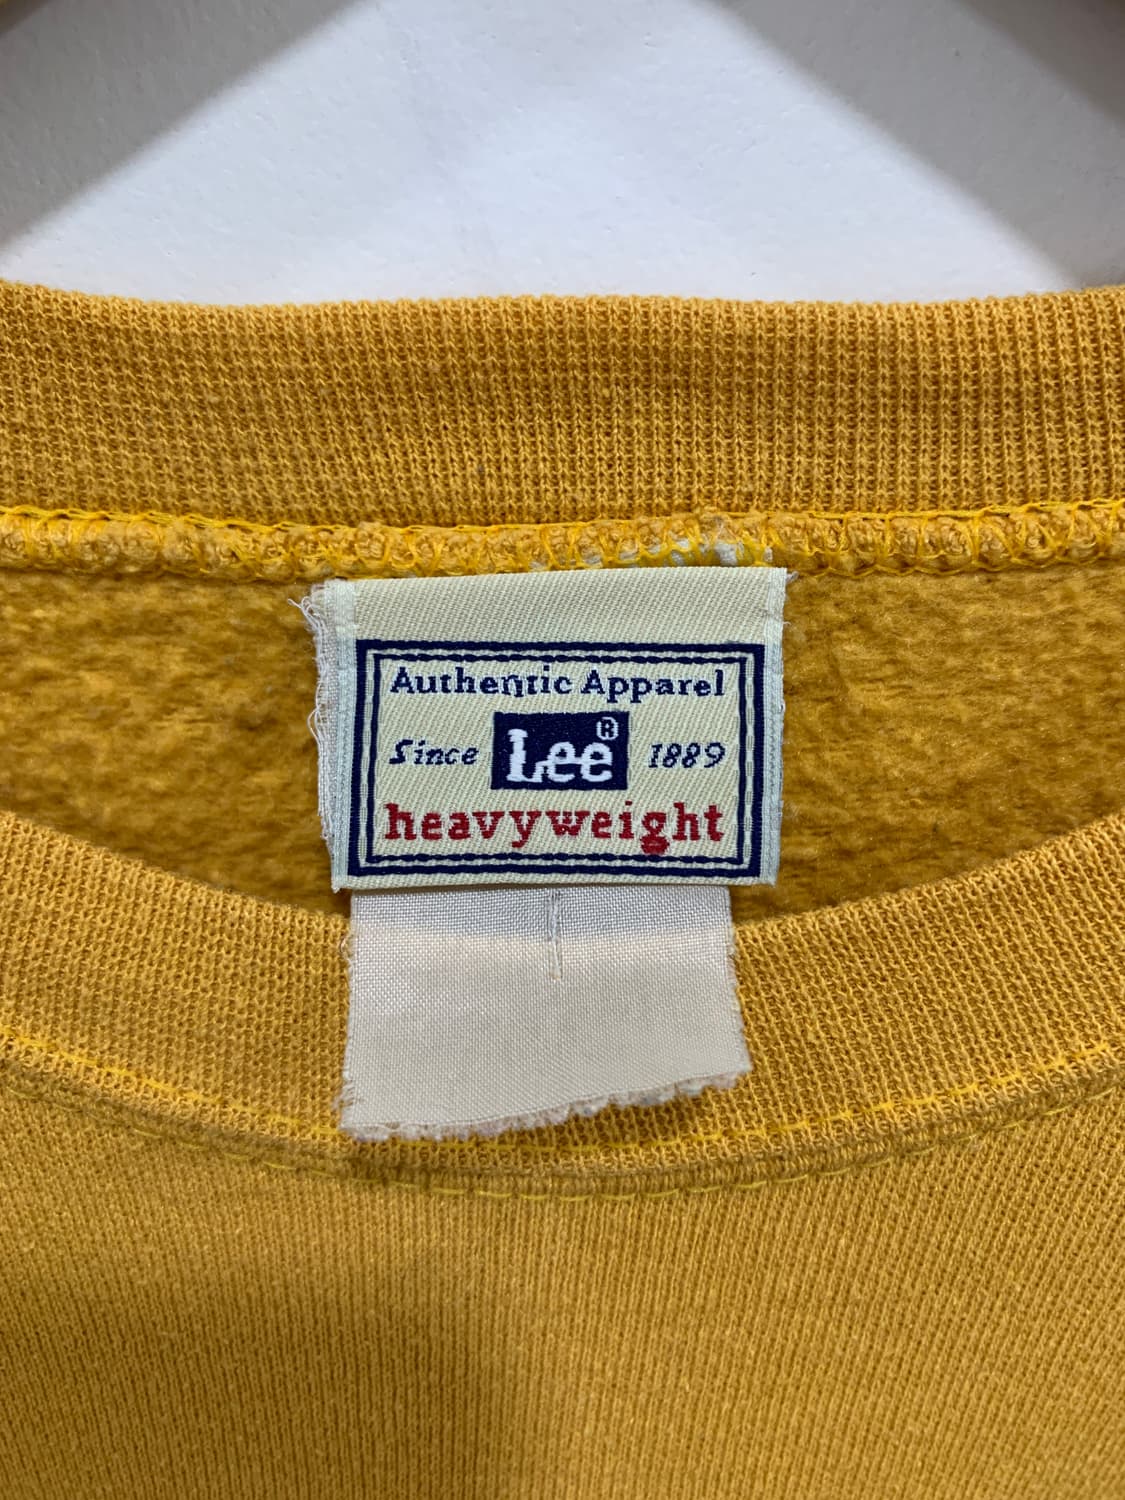 Authentic Apparel
Since Lee® 1889
heavyweight